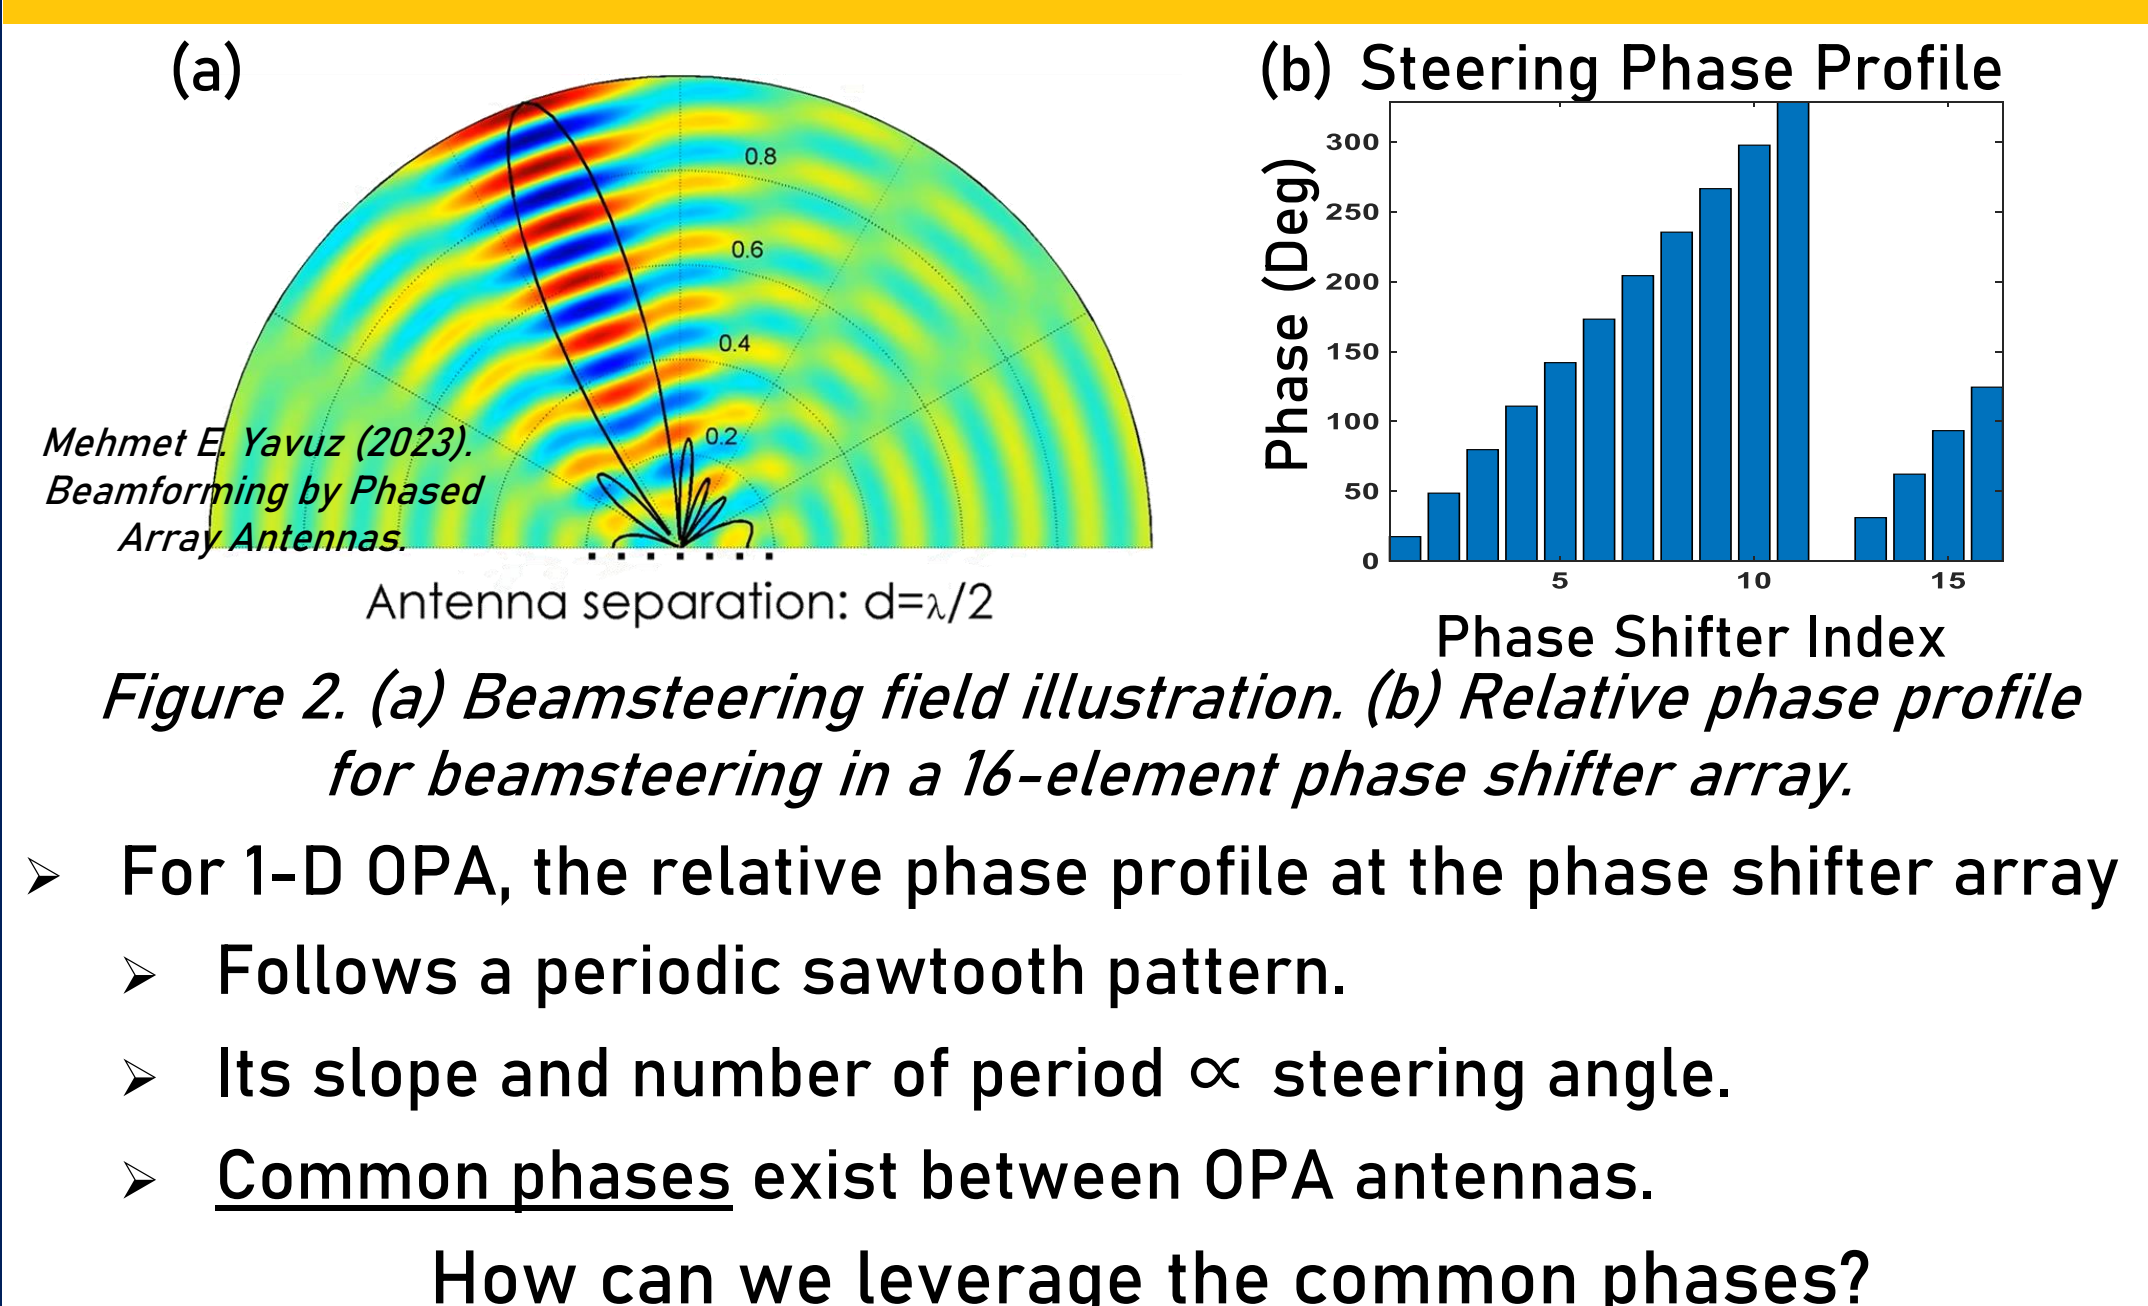 (a)
0.8
0.6
0.4
0.2
Mehmet E. Yavuz (2023).
Beamforming by Phased
Array Antennas.
Antenna separation: d=λ/2
(b) Steering Phase Profile
Phase (Deg)
300
250
200
150
100
50
0
5 10 15
Phase Shifter Index
Figure 2. (a) Beamsteering field illustration. (b) Relative phase profile
for beamsteering in a 16-element phase shifter array.
➢ For 1-D OPA, the relative phase profile at the phase shifter array
➢ Follows a periodic sawtooth pattern.
➢ Its slope and number of period ∝ steering angle.
➢ Common phases exist between OPA antennas.
How can we leverage the common phases?